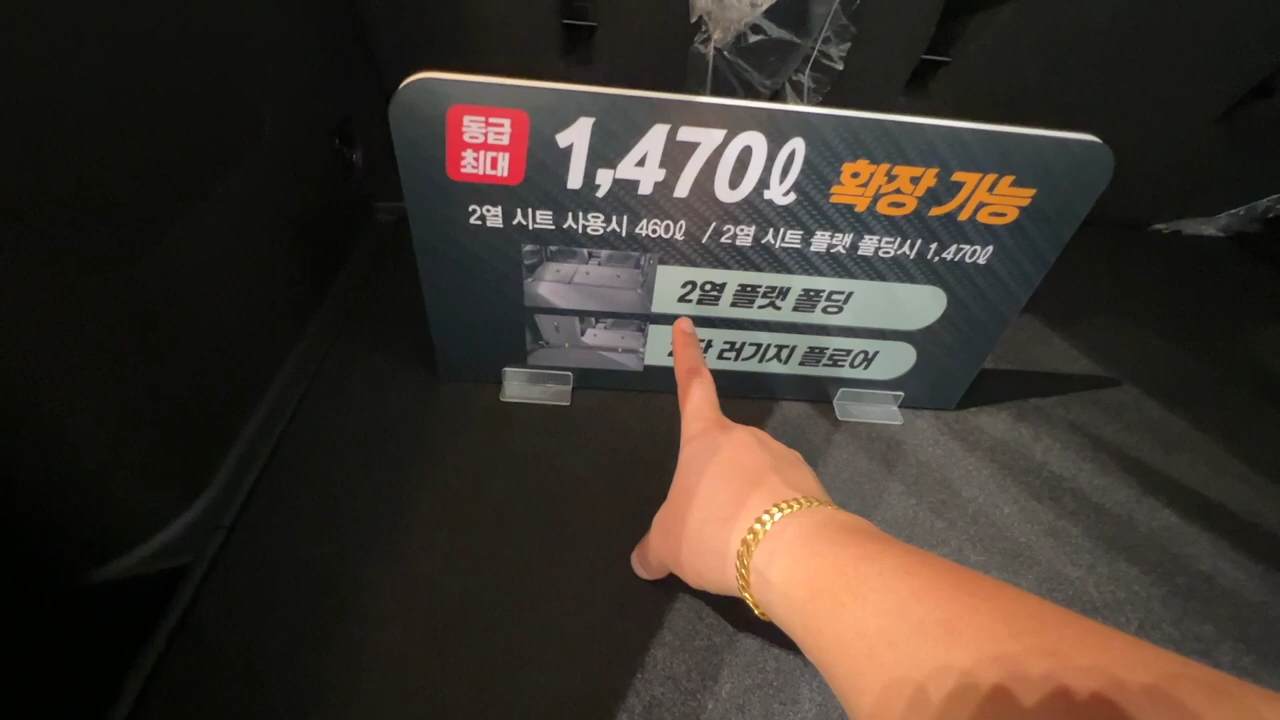 동급
최대
1,470ℓ 확장 가능
2열 시트 사용시 460ℓ / 2열 시트 플랫 폴딩시 1,470ℓ
2열 플랫 폴딩
러기지 플로어